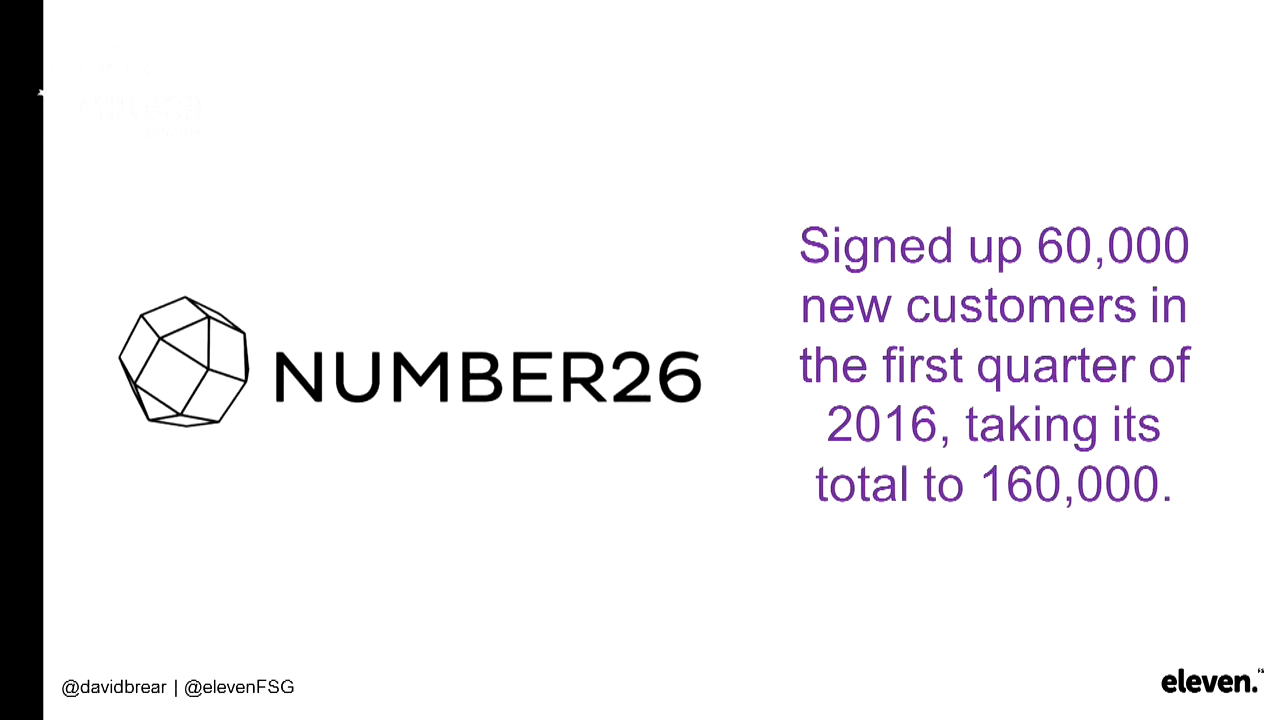 NUMBER26
Signed up 60,000
new customers in
the first quarter of
2016, taking its
total to 160,000.
@davidbrear | @elevenFSG
eleven.